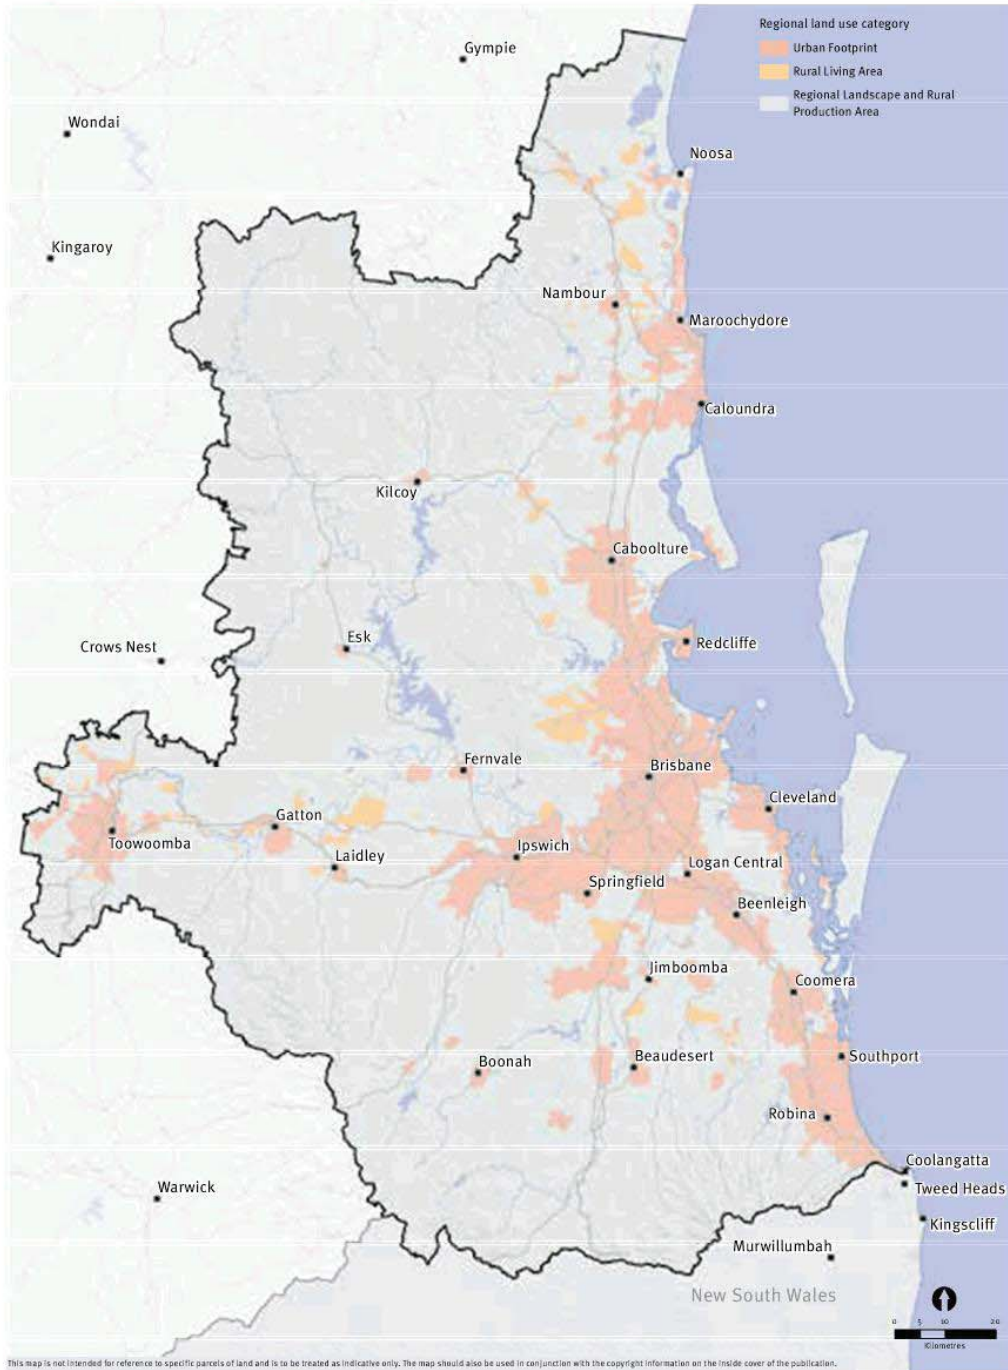 Regional land use category
Urban Footprint
Rural Living Area
Regional Landscape and Rural
Production Area
Gympie
Wondai
Noosa
Kingaroy
Nambour
Maroochydore
Caloundra
Kilcoy
Caboolture
Esk
Redcliffe
Crows Nest
Fernvale
Brisbane
Cleveland
Gatton
Toowoomba
Ipswich
Laidley
Logan Central
Springfield
Beenleigh
Jimboomba
Coomera
Boonah
Beaudesert
Southport
Robina
Coolangatta
Warwick
Tweed Heads
Kingscliff
Murwillumbah
New South Wales
0 5 10 20
Kilometres
This map is not intended for reference to specific parcels of land and is to be treated as indicative only. The map should also be used in conjunction with the copyright information on the inside cover of the publication.